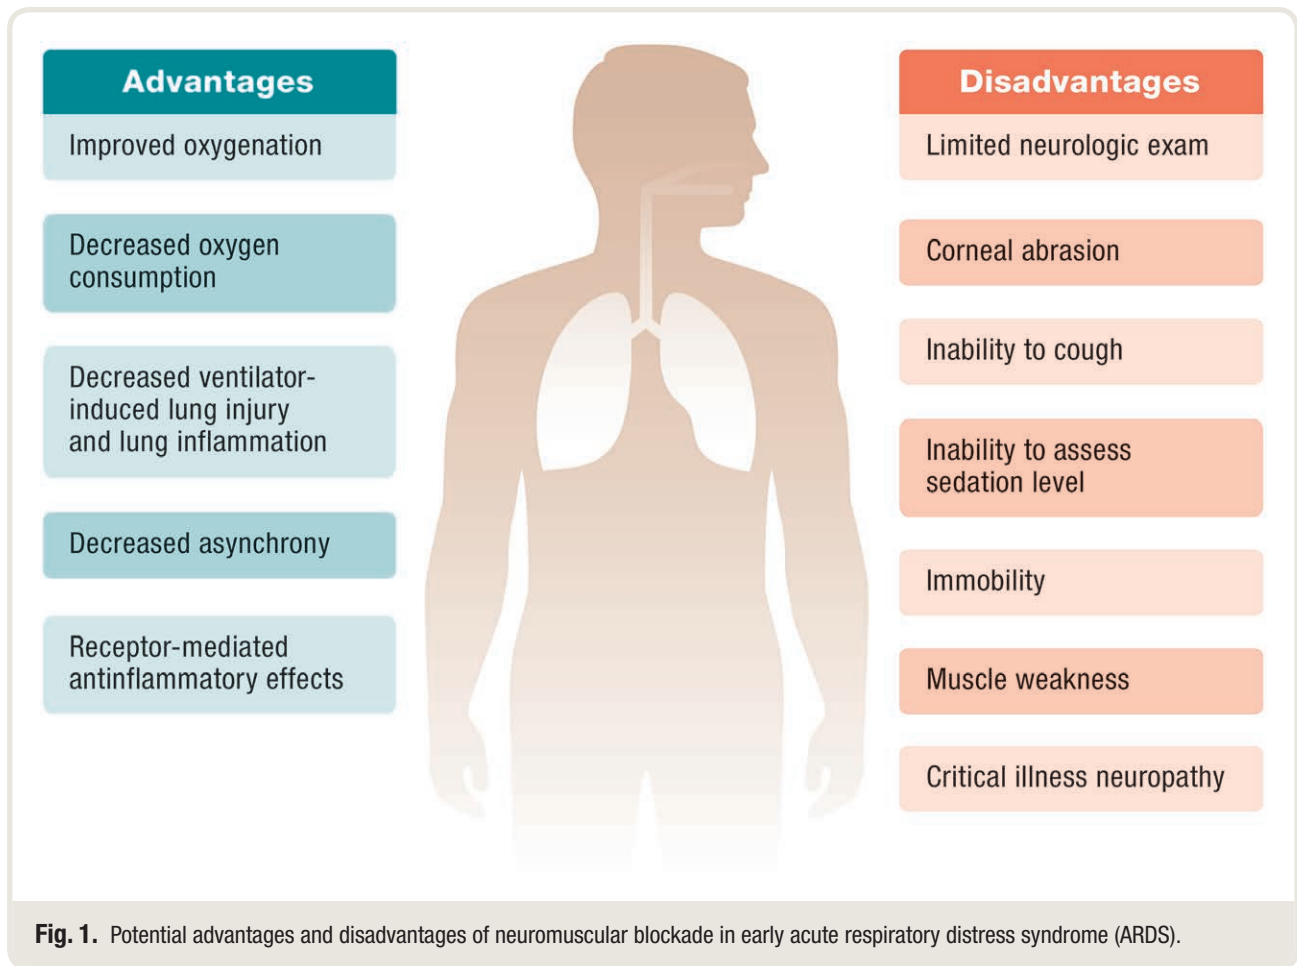 Advantages
Improved oxygenation
Decreased oxygen
consumption
Decreased ventilator-
induced lung injury
and lung inflammation
Decreased asynchrony
Receptor-mediated
antinflammatory effects
Disadvantages
Limited neurologic exam
Corneal abrasion
Inability to cough
Inability to assess
sedation level
Immobility
Muscle weakness
Critical illness neuropathy
Fig. 1. Potential advantages and disadvantages of neuromuscular blockade in early acute respiratory distress syndrome (ARDS).